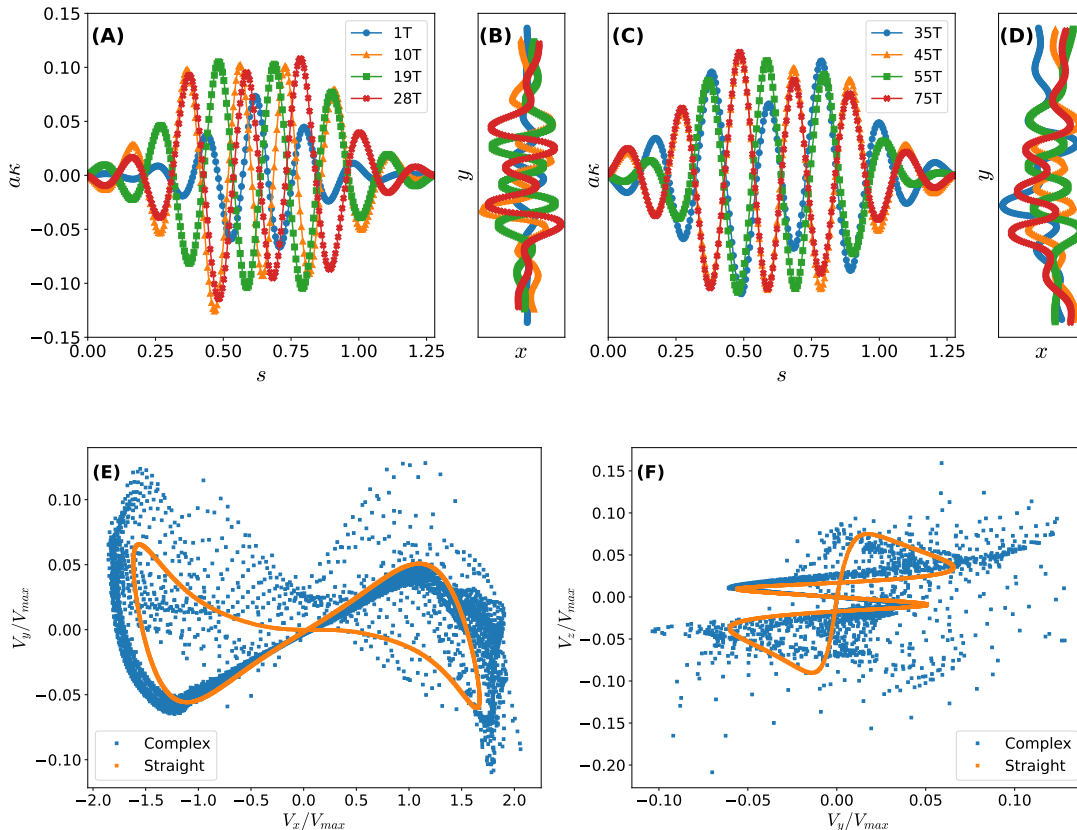 (A)
1T
10T
19T
28T
0.15
0.10
0.05
0.00
−0.05
−0.10
−0.15
aκ
0.00 0.25 0.50 0.75 1.00 1.25
s
(B)
y
x
(C)
35T
45T
55T
75T
aκ
0.00 0.25 0.50 0.75 1.00 1.25
s
(D)
y
x
(E)
0.10
0.05
0.00
−0.05
−0.10
V_y/V_max
Complex
Straight
−2.0 −1.5 −1.0 −0.5 0.0 0.5 1.0 1.5 2.0
V_x/V_max
(F)
0.15
0.10
0.05
0.00
−0.05
−0.10
−0.15
−0.20
V_z/V_max
Complex
Straight
−0.10 −0.05 0.00 0.05 0.10
V_y/V_max